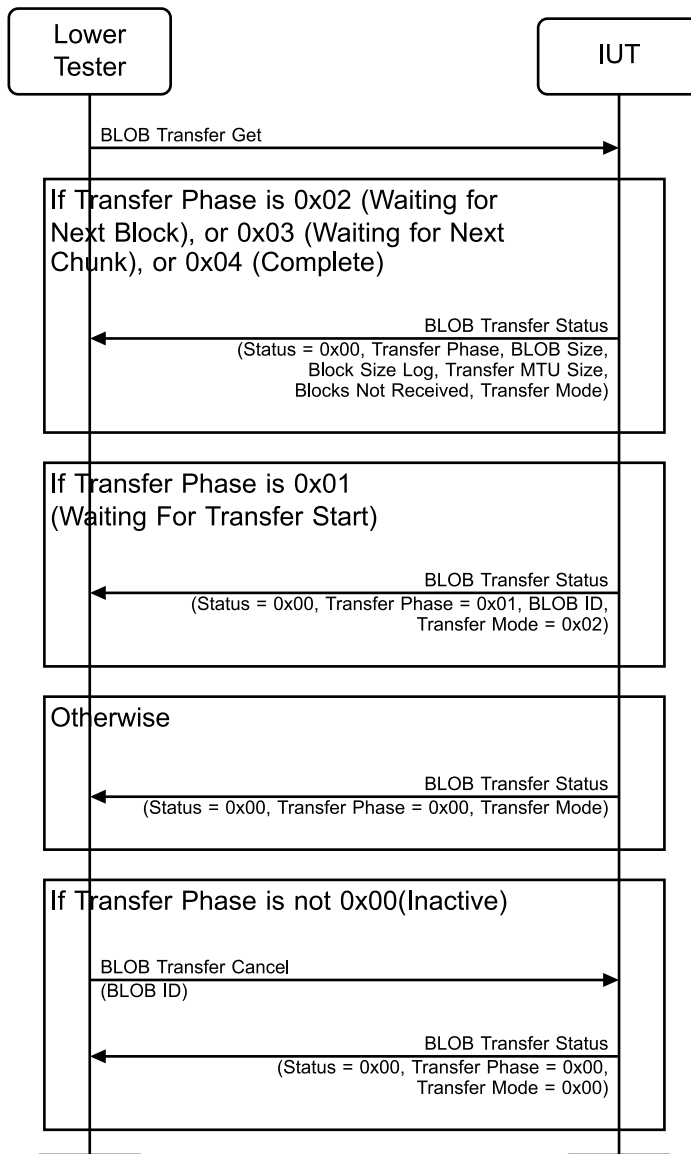 Lower
Tester
IUT
BLOB Transfer Get
If Transfer Phase is 0x02 (Waiting for
Next Block), or 0x03 (Waiting for Next
Chunk), or 0x04 (Complete)
BLOB Transfer Status
(Status = 0x00, Transfer Phase, BLOB Size,
Block Size Log, Transfer MTU Size,
Blocks Not Received, Transfer Mode)
If Transfer Phase is 0x01
(Waiting For Transfer Start)
BLOB Transfer Status
(Status = 0x00, Transfer Phase = 0x01, BLOB ID,
Transfer Mode = 0x02)
Otherwise
BLOB Transfer Status
(Status = 0x00, Transfer Phase = 0x00, Transfer Mode)
If Transfer Phase is not 0x00(Inactive)
BLOB Transfer Cancel
(BLOB ID)
BLOB Transfer Status
(Status = 0x00, Transfer Phase = 0x00,
Transfer Mode = 0x00)